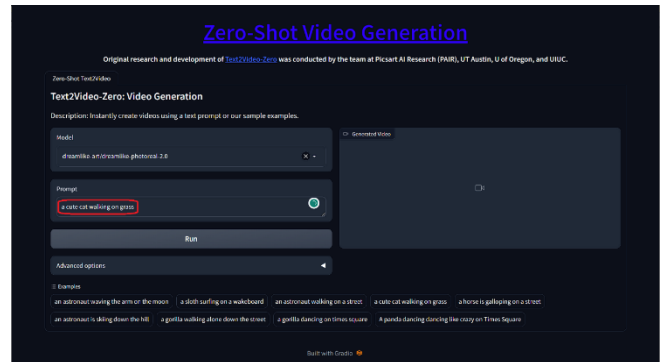 Zero-Shot Video Generation
Original research and development of Text2Video-Zero was conducted by the team at Picsart AI Research (PAIR), UT Austin, U of Oregon, and UIUC.
Zero-Shot Text2Video
Text2Video-Zero: Video Generation
Description: Instantly create videos using a text prompt or our sample examples.
Model
dreamlike-art/dreamlike-photoreal-2.0
Generated Video
Prompt
a cute cat walking on grass
Run
Advanced options
Examples
an astronaut waving the arm on the moon
a sloth surfing on a wakeboard
an astronaut walking on a street
a cute cat walking on grass
a horse is galloping on a street
an astronaut is skiing down the hill
a gorilla walking alone down the street
a gorilla dancing on times square
A panda dancing dancing like crazy on Times Square
Built with Gradio